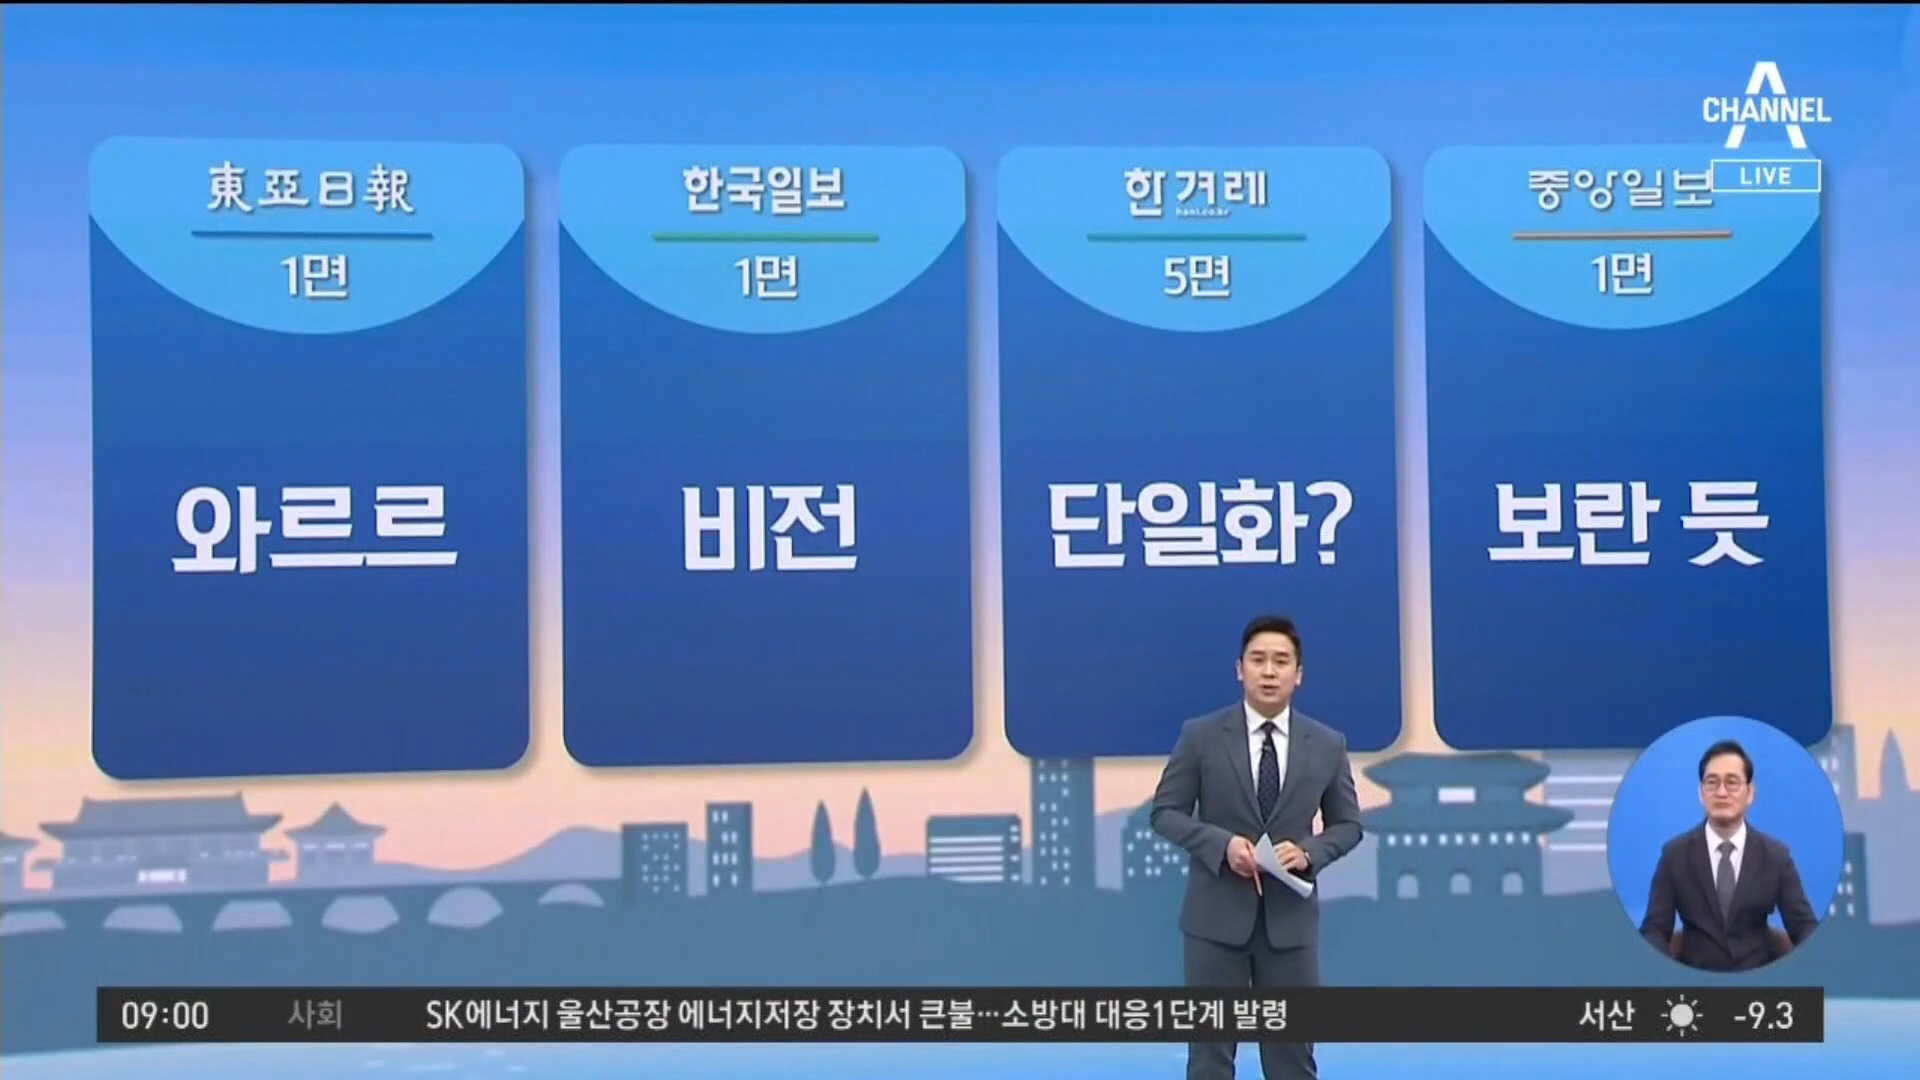 CHANNEL A
LIVE
東亞日報
1면
와르르
한국일보
1면
비전
한겨레
hani.co.kr
5면
단일화?
중앙일보
1면
보란 듯
09:00 사회 SK에너지 울산공장 에너지저장 장치서 큰불…소방대 대응1단계 발령 서산 -9.3